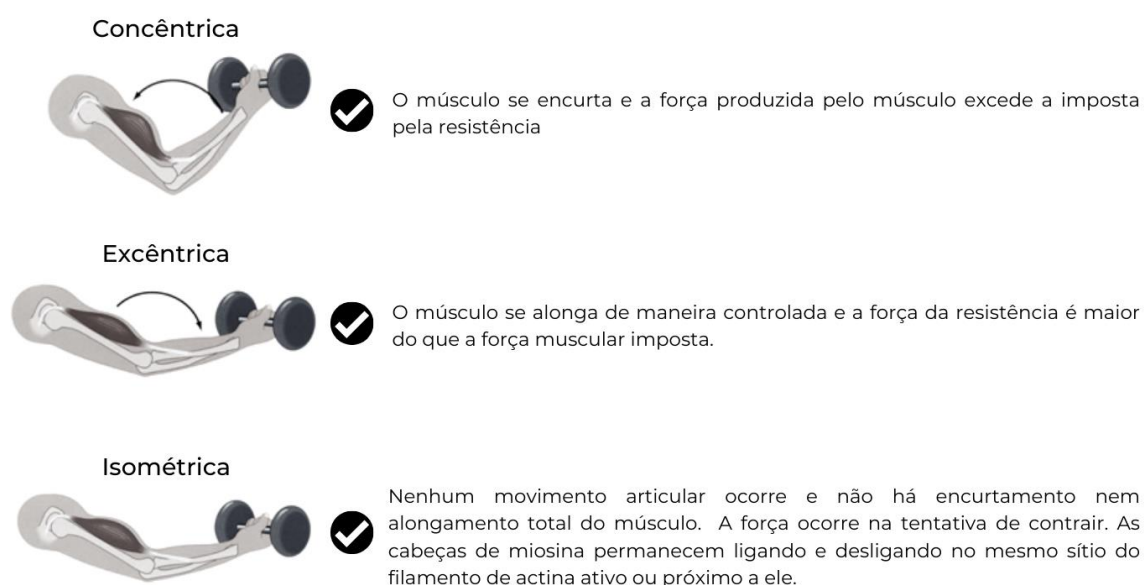 Concêntrica
O músculo se encurta e a força produzida pelo músculo excede a imposta
pela resistência
Excêntrica
O músculo se alonga de maneira controlada e a força da resistência é maior
do que a força muscular imposta.
Isométrica
Nenhum movimento articular ocorre e não há encurtamento nem
alongamento total do músculo. A força ocorre na tentativa de contrair. As
cabeças de miosina permanecem ligando e desligando no mesmo sítio do
filamento de actina ativo ou próximo a ele.